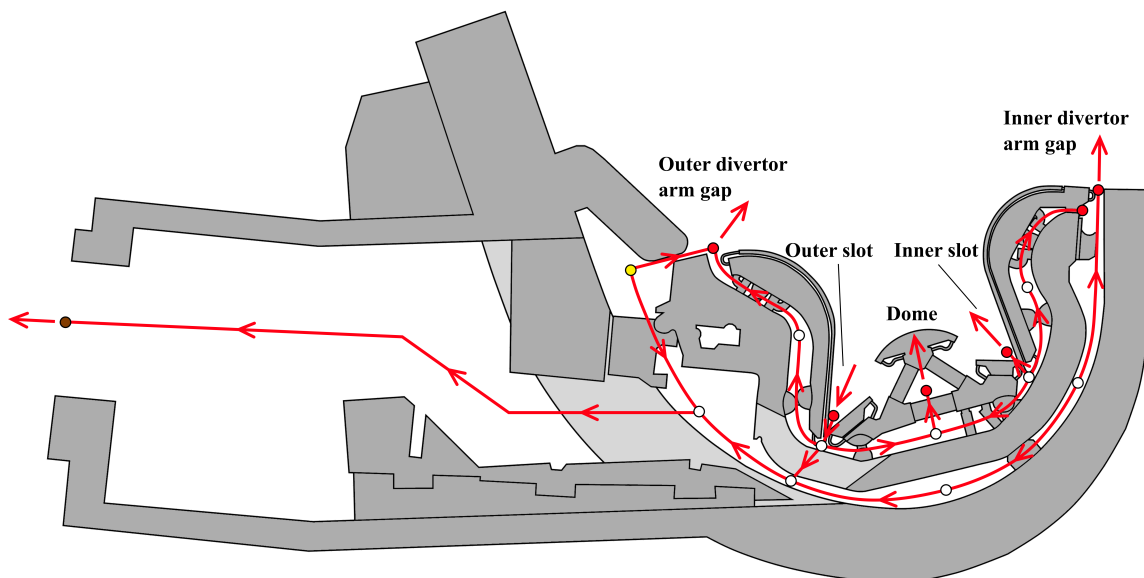 Inner divertor
arm gap
Outer divertor
arm gap
Outer slot
Inner slot
Dome